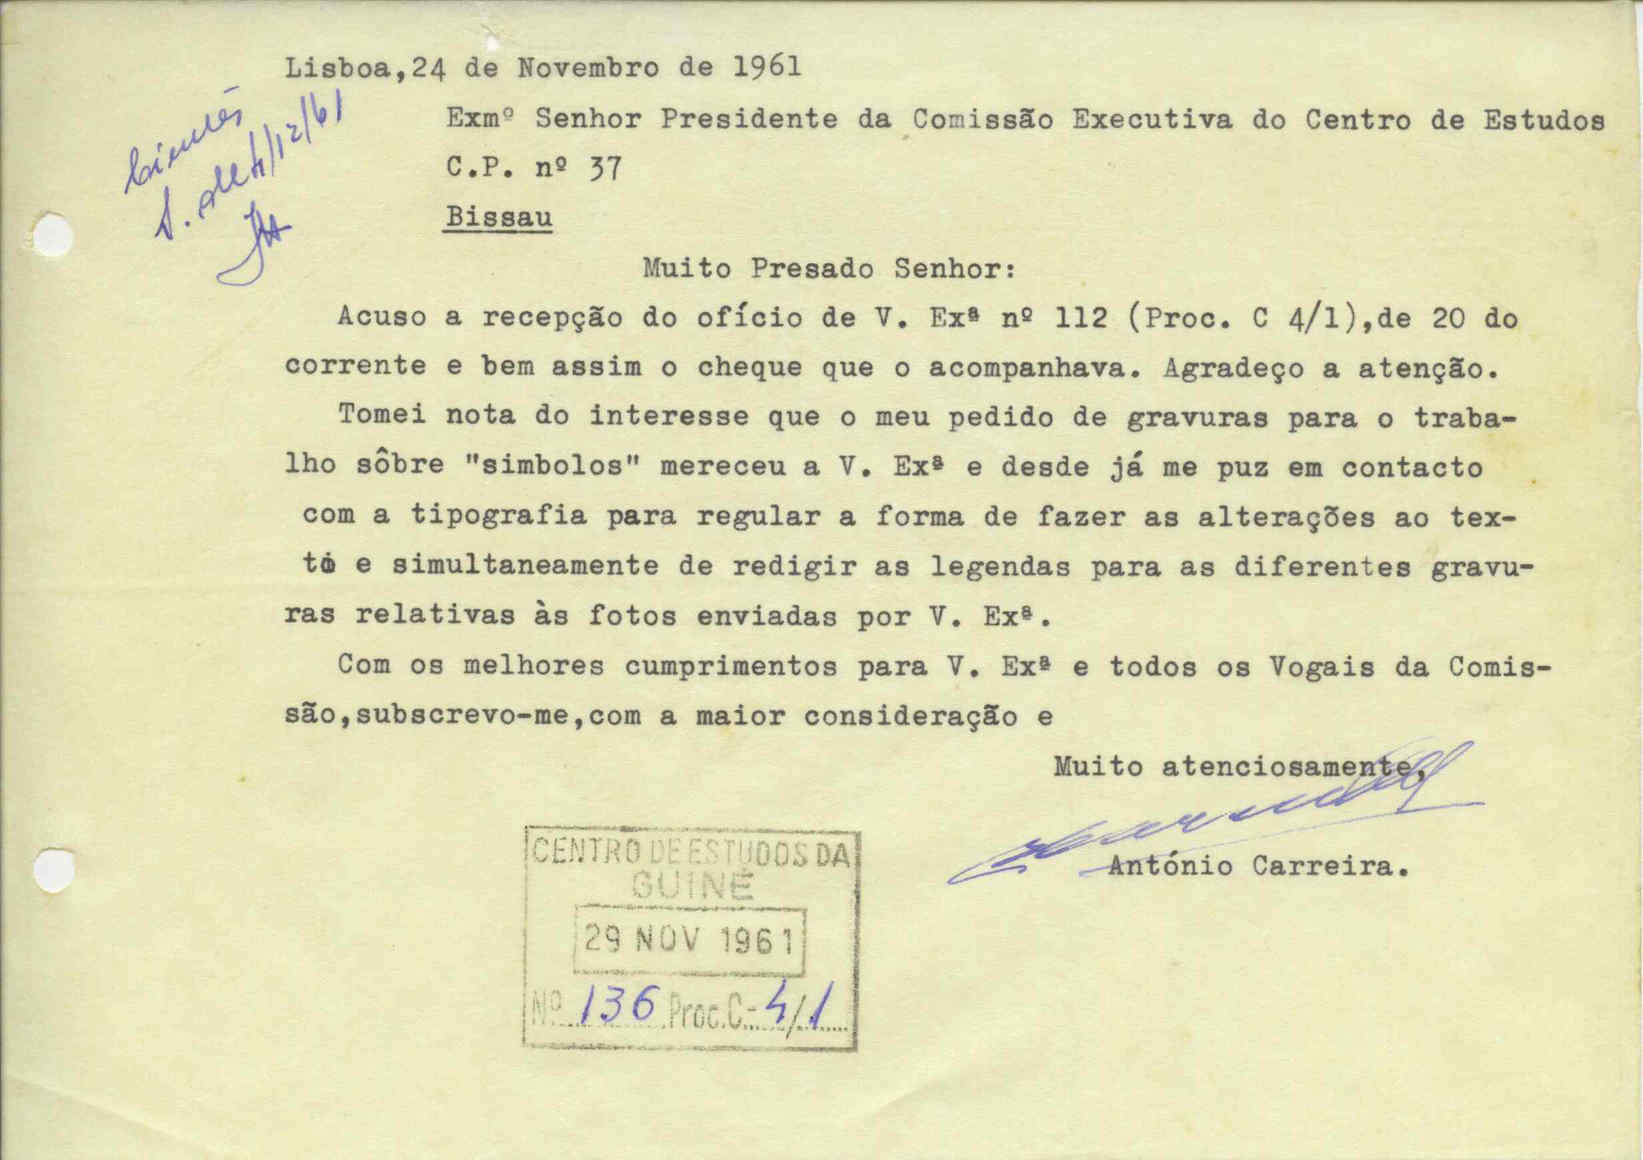 Lisboa,24 de Novembro de 1961
4/12/61
Exmº Senhor Presidente da Comissão Executiva do Centro de Estudos
C.P. nº 37
Bissau
Muito Presado Senhor:
Acuso a recepção do ofício de V. Exª nº 112 (Proc. C 4/1),de 20 do
corrente e bem assim o cheque que o acompanhava. Agradeço a atenção.
Tomei nota do interesse que o meu pedido de gravuras para o traba-
lho sôbre "simbolos" mereceu a V. Exª e desde já me puz em contacto
com a tipografia para regular a forma de fazer as alterações ao tex-
to e simultaneamente de redigir as legendas para as diferentes gravu-
ras relativas às fotos enviadas por V. Exª.
Com os melhores cumprimentos para V. Exª e todos os Vogais da Comis-
são,subscrevo-me,com a maior consideração e
Muito atenciosamente,
António Carreira.
CENTRO DE ESTUDOS DA
GUINÉ
29 NOV 1961
Nº 136 Proc.C.- 4/1